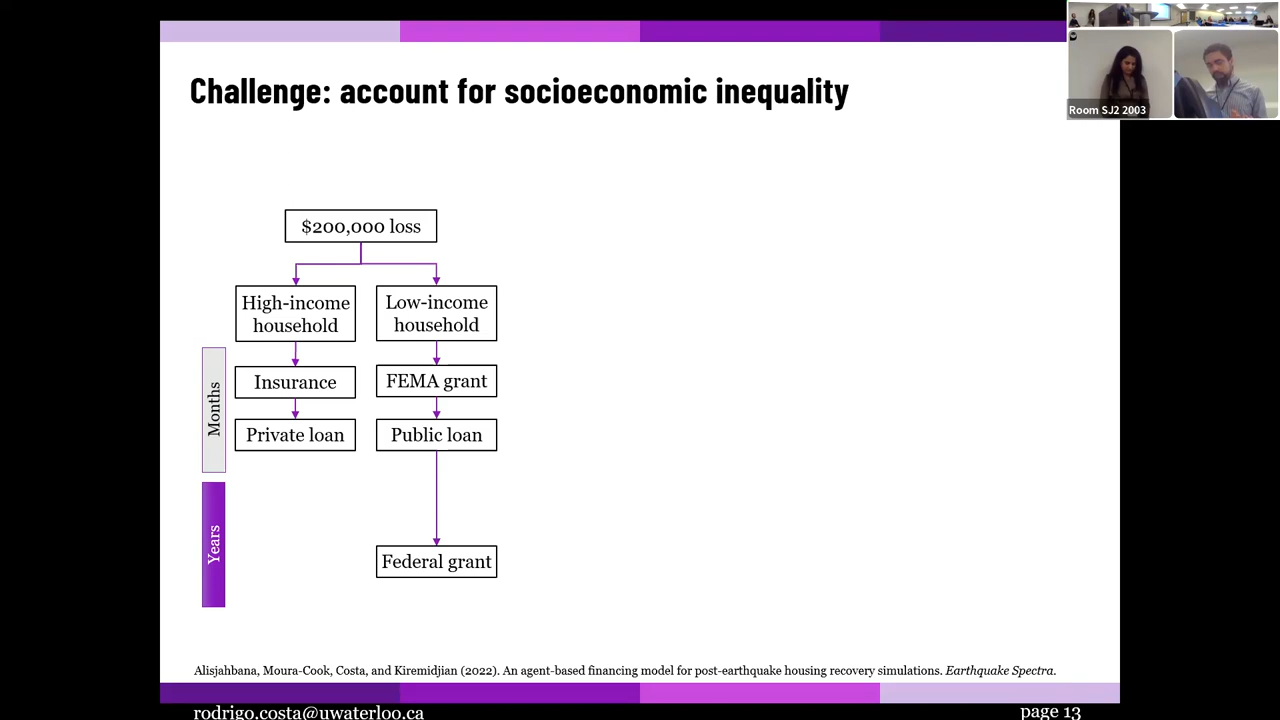 Challenge: account for socioeconomic inequality
Room SJ2 2003
$200,000 loss
High-income
household
Low-income
household
Months
Insurance
FEMA grant
Private loan
Public loan
Years
Federal grant
Alisjahbana, Moura-Cook, Costa, and Kiremidjian (2022). An agent-based financing model for post-earthquake housing recovery simulations. Earthquake Spectra.
rodrigo.costa@uwaterloo.ca
page 13